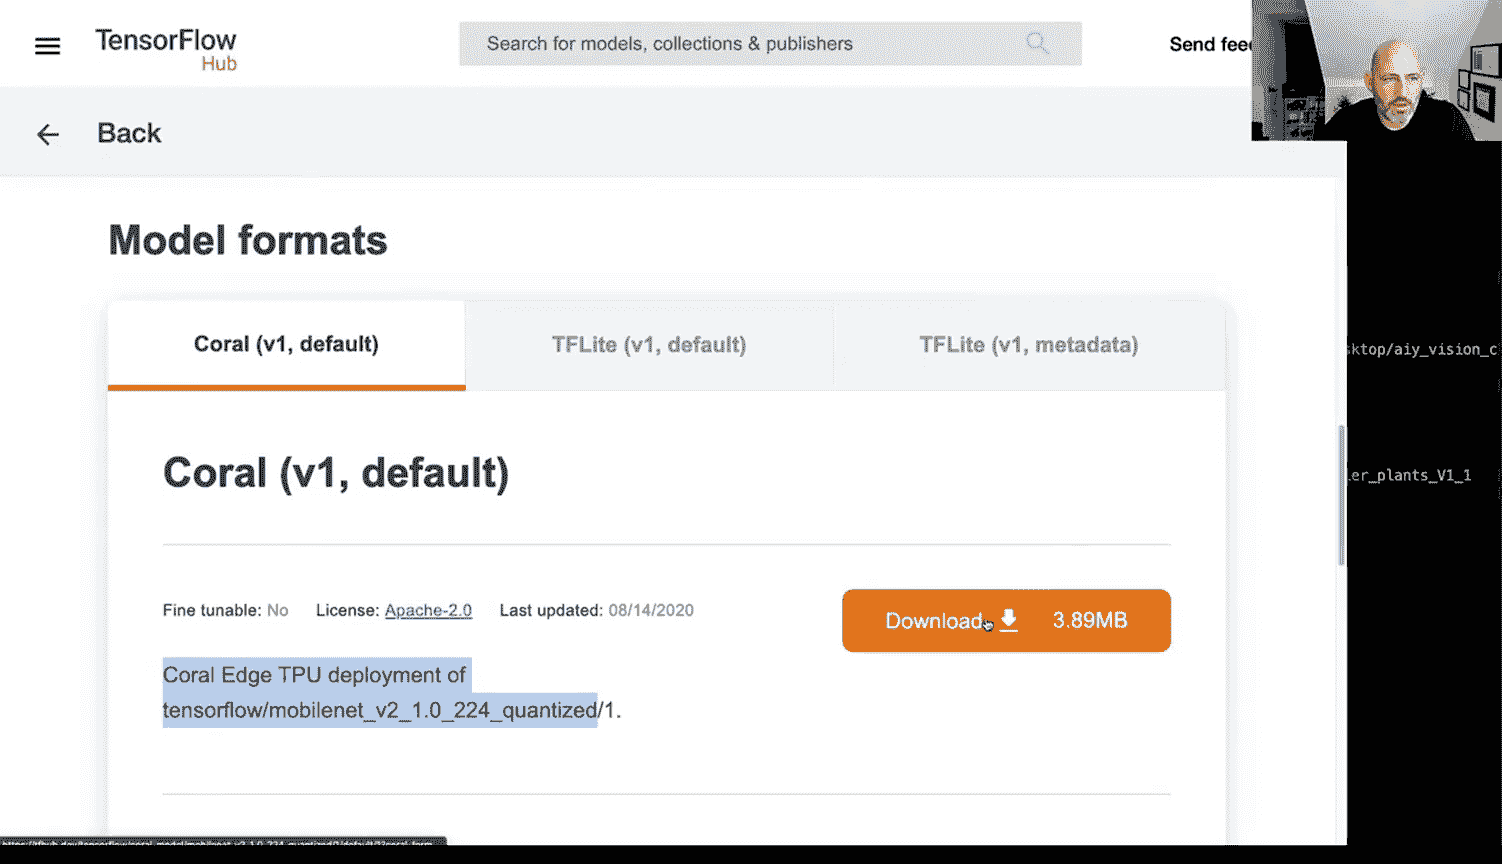 TensorFlow
Hub
Search for models, collections & publishers
Send fee
Back
Model formats
Coral (v1, default)
TFLite (v1, default)
TFLite (v1, metadata)
sktop/aiy_vision_c
Coral (v1, default)
er_plants_V1_1
Fine tunable: No License: Apache-2.0 Last updated: 08/14/2020
Download 3.89MB
Coral Edge TPU deployment of
tensorflow/mobilenet_v2_1.0_224_quantized/1.